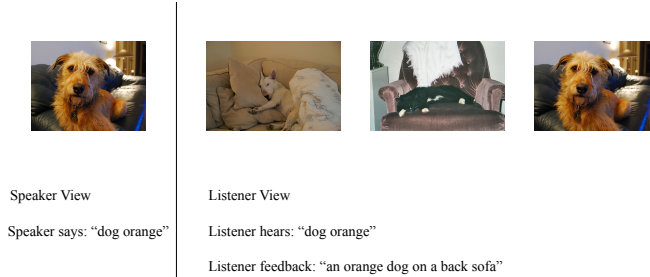 Speaker View
Speaker says: “dog orange”
Listener View
Listener hears: “dog orange”
Listener feedback: “an orange dog on a back sofa”